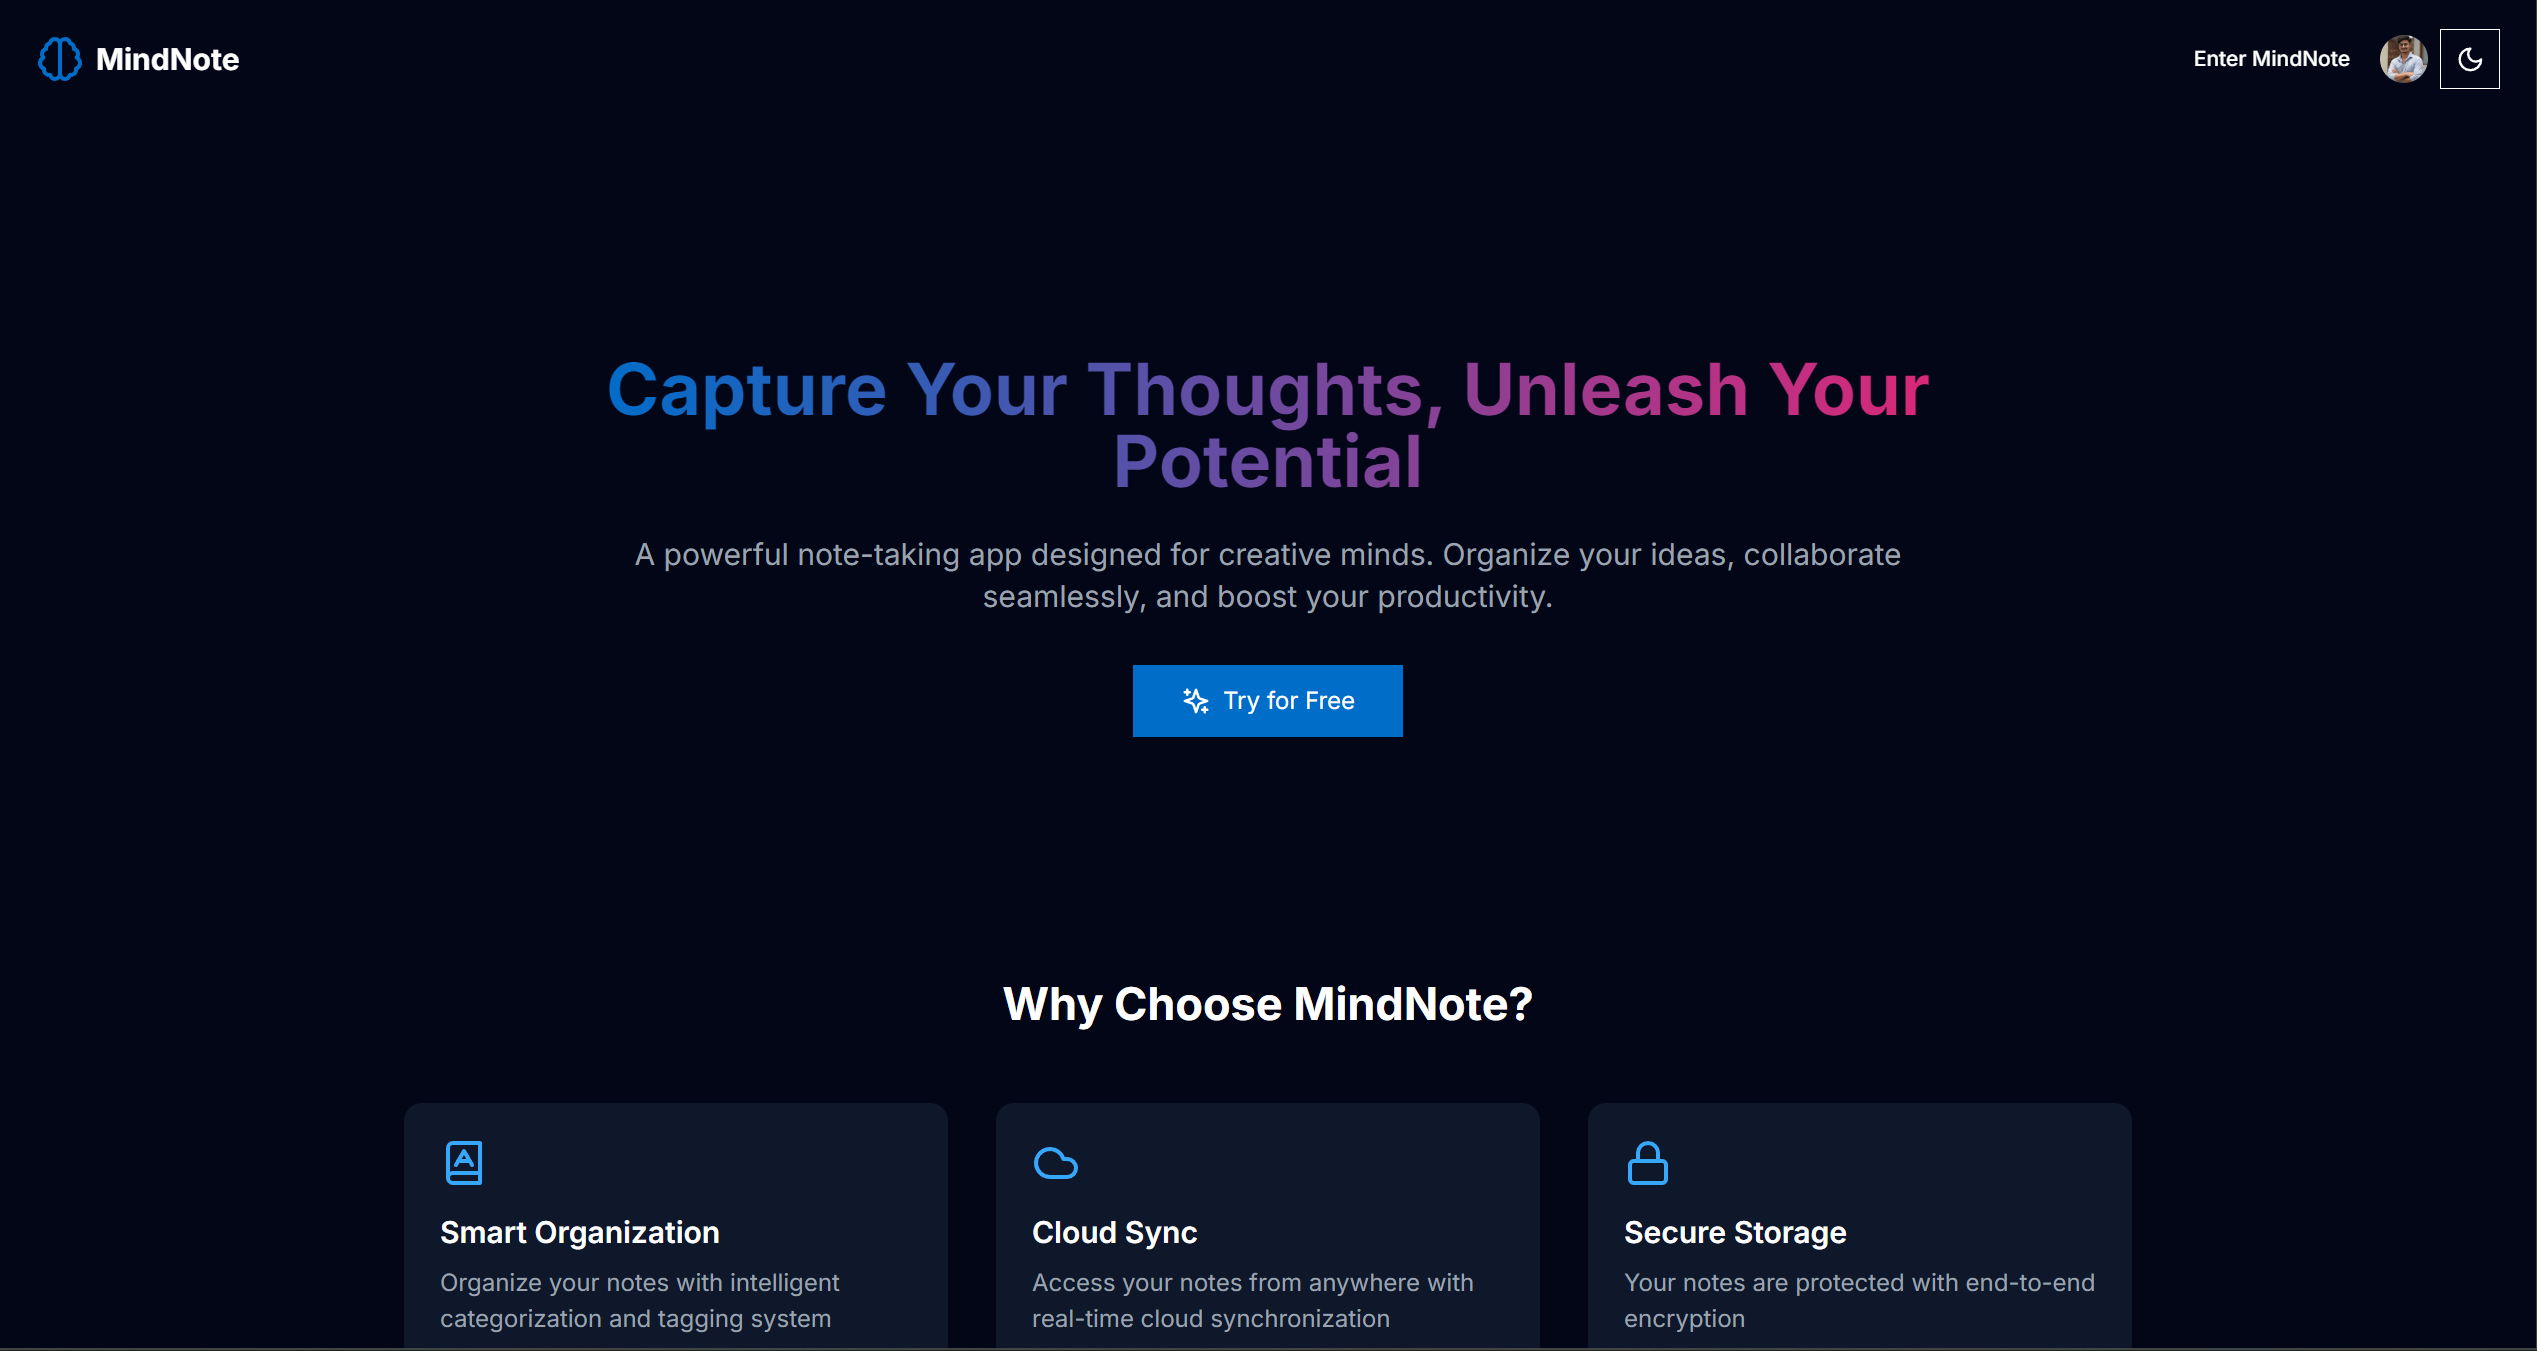 MindNote
Enter MindNote
Capture Your Thoughts, Unleash Your
Potential
A powerful note-taking app designed for creative minds. Organize your ideas, collaborate
seamlessly, and boost your productivity.
Try for Free
Why Choose MindNote?
Smart Organization
Organize your notes with intelligent
categorization and tagging system
Cloud Sync
Access your notes from anywhere with
real-time cloud synchronization
Secure Storage
Your notes are protected with end-to-end
encryption